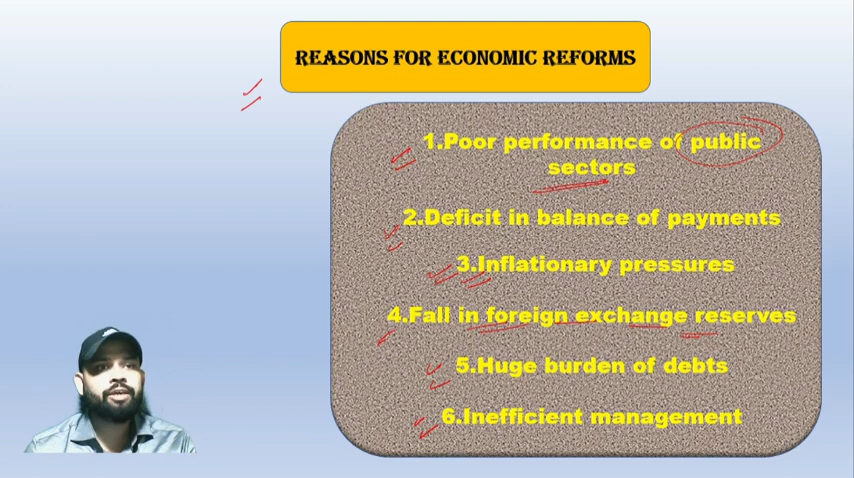 REASONS FOR ECONOMIC REFORMS
1.Poor performance of public
sectors
2.Deficit in balance of payments
3.Inflationary pressures
4.Fall in foreign exchange reserves
5.Huge burden of debts
6.Inefficient management